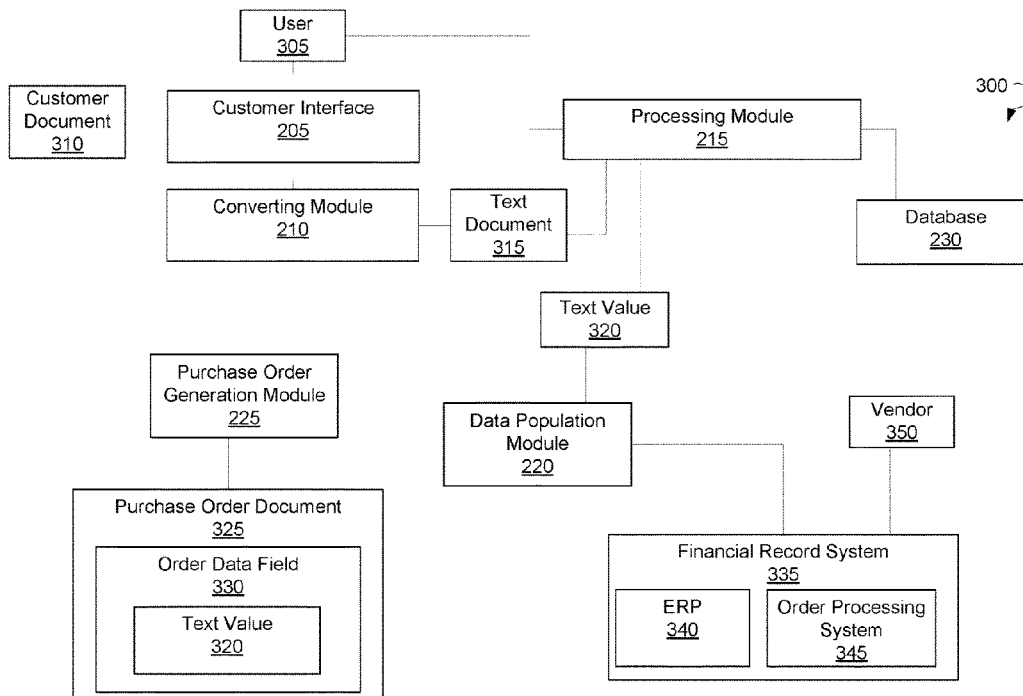 User
305
Customer
Document
310
Customer Interface
205
Processing Module
215
300
Converting Module
210
Text
Document
315
Database
230
Text Value
320
Purchase Order
Generation Module
225
Data Population
Module
220
Vendor
350
Purchase Order Document
325
Order Data Field
330
Text Value
320
Financial Record System
335
ERP
340
Order Processing
System
345